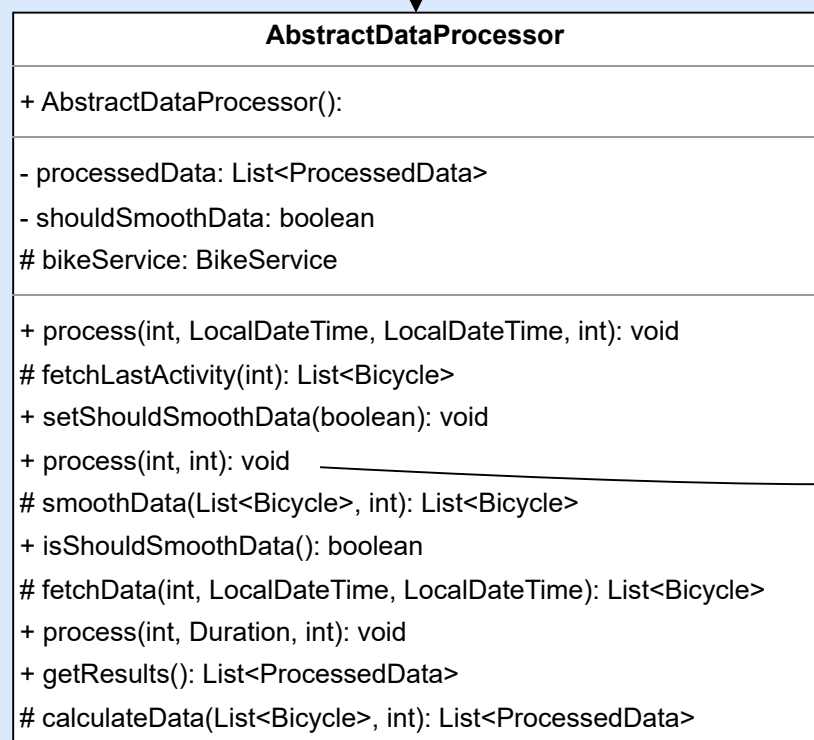 AbstractDataProcessor
+ AbstractDataProcessor():
- processedData: List<ProcessedData>
- shouldSmoothData: boolean
# bikeService: BikeService
+ process(int, LocalDateTime, LocalDateTime, int): void
# fetchLastActivity(int): List<Bicycle>
+ setShouldSmoothData(boolean): void
+ process(int, int): void
# smoothData(List<Bicycle>, int): List<Bicycle>
+ isShouldSmoothData(): boolean
# fetchData(int, LocalDateTime, LocalDateTime): List<Bicycle>
+ process(int, Duration, int): void
+ getResults(): List<ProcessedData>
# calculateData(List<Bicycle>, int): List<ProcessedData>